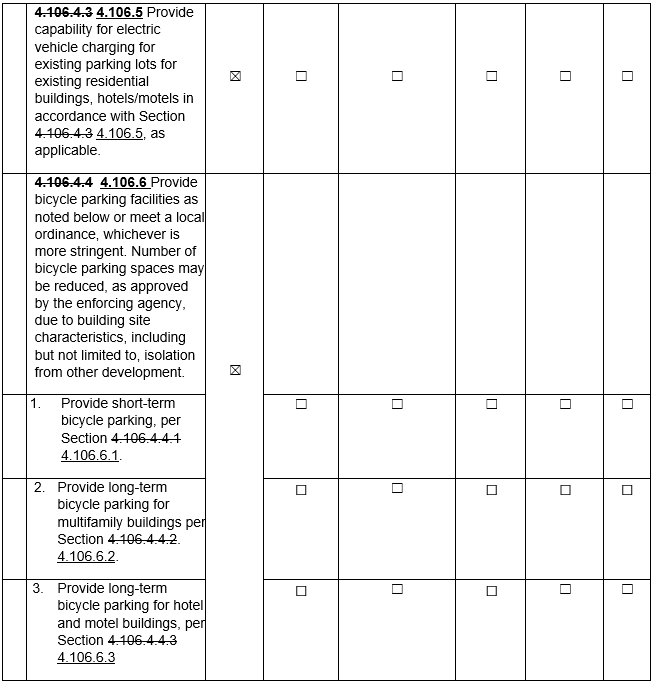 4.106.4.3 4.106.5 Provide
capability for electric
vehicle charging for
existing parking lots for
existing residential
buildings, hotels/motels in
accordance with Section
4.106.4.3 4.106.5, as
applicable.
☒ ☐ ☐ ☐ ☐ ☐
4.106.4.4 4.106.6 Provide
bicycle parking facilities as
noted below or meet a local
ordinance, whichever is
more stringent. Number of
bicycle parking spaces may
be reduced, as approved
by the enforcing agency,
due to building site
characteristics, including
but not limited to, isolation
from other development.
☒
1. Provide short-term
bicycle parking, per
Section 4.106.4.4.1
4.106.6.1.
☐ ☐ ☐ ☐ ☐
2. Provide long-term
bicycle parking for
multifamily buildings per
Section 4.106.4.4.2.
4.106.6.2.
☐ ☐ ☐ ☐ ☐
3. Provide long-term
bicycle parking for hotel
and motel buildings, per
Section 4.106.4.4.3
4.106.6.3
☐ ☐ ☐ ☐ ☐